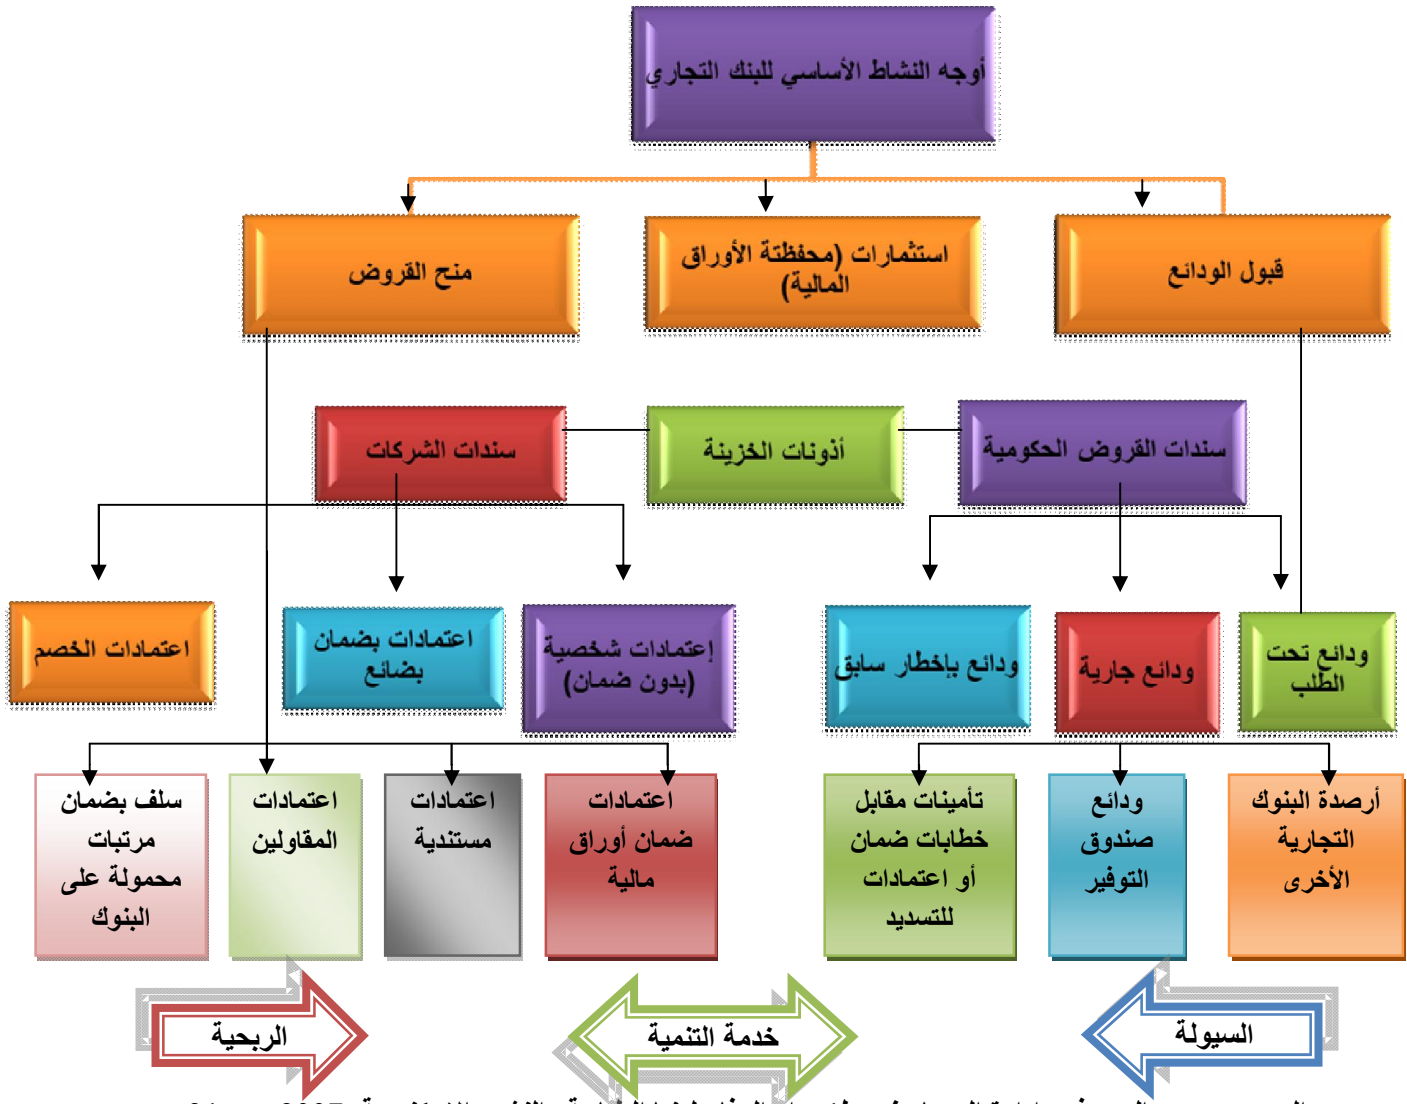 أوجه النشاط الأساسي للبنك التجاري
قبول الودائع
استثمارات (محفظتة الأوراق
المالية)
منح القروض
سندات القروض الحكومية
أذونات الخزينة
سندات الشركات
ودائع تحت
الطلب
ودائع جارية
ودائع بإخطار سابق
إعتمادات شخصية
(بدون ضمان)
اعتمادات بضمان
بضائع
اعتمادات الخصم
أرصدة البنوك
التجارية
الأخرى
ودائع
صندوق
التوفير
تأمينات مقابل
خطابات ضمان
أو اعتمادات
للتسديد
اعتمادات
ضمان أوراق
مالية
اعتمادات
مستندية
اعتمادات
المقاولين
سلف بضمان
مرتبات
محمولة على
البنوك
السيولة
خدمة التنمية
الربحية